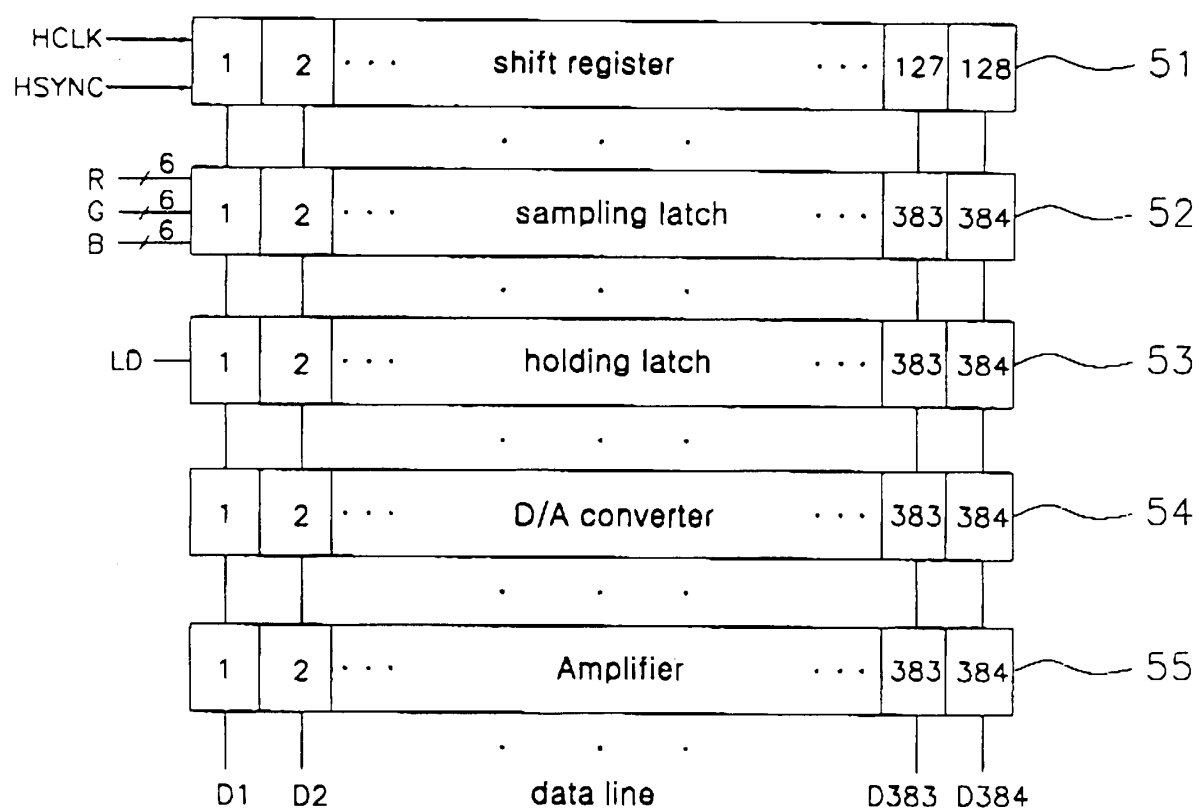 HCLK
HSYNC
1 2 · · · shift register · · · 127 128
51
R 6
G 6
B 6
1 2 · · · sampling latch · · · 383 384
52
LD
1 2 · · · holding latch · · · 383 384
53
1 2 · · · D/A converter · · · 383 384
54
1 2 · · · Amplifier · · · 383 384
55
D1 D2 data line D383 D384